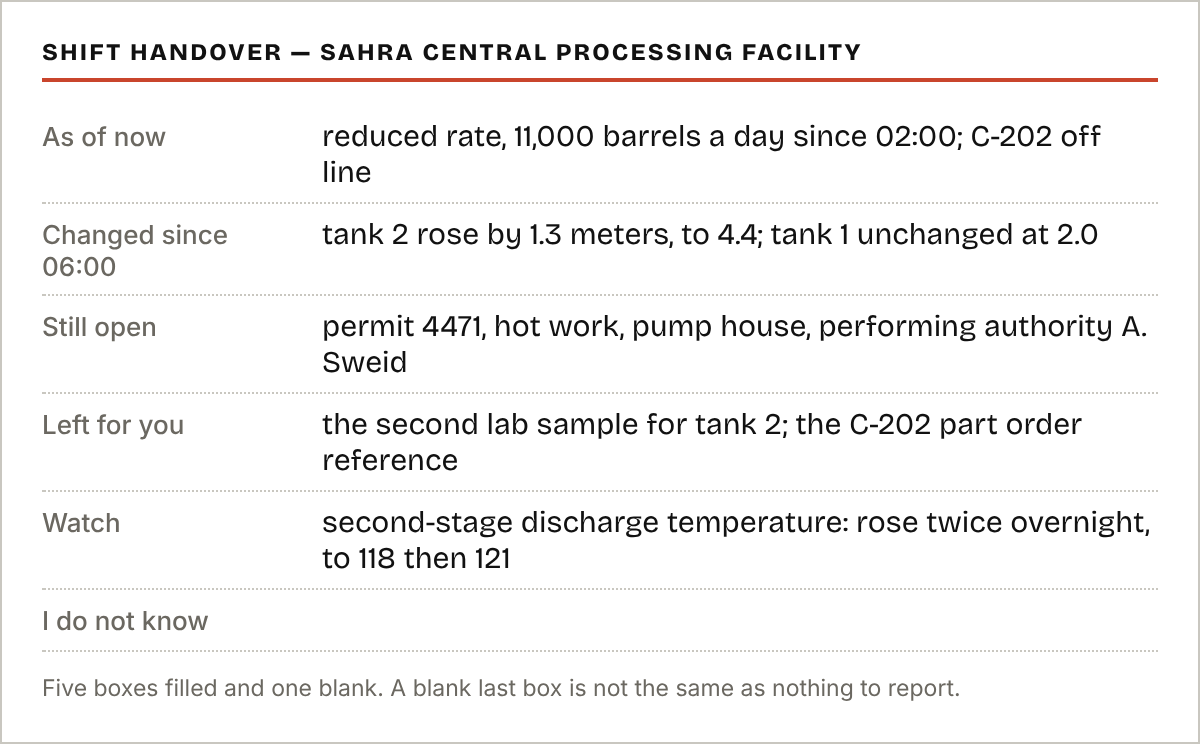 SHIFT HANDOVER — SAHRA CENTRAL PROCESSING FACILITY
As of now
reduced rate, 11,000 barrels a day since 02:00; C-202 off
line
Changed since
06:00
tank 2 rose by 1.3 meters, to 4.4; tank 1 unchanged at 2.0
Still open
permit 4471, hot work, pump house, performing authority A.
Sweid
Left for you
the second lab sample for tank 2; the C-202 part order
reference
Watch
second-stage discharge temperature: rose twice overnight,
to 118 then 121
I do not know
Five boxes filled and one blank. A blank last box is not the same as nothing to report.